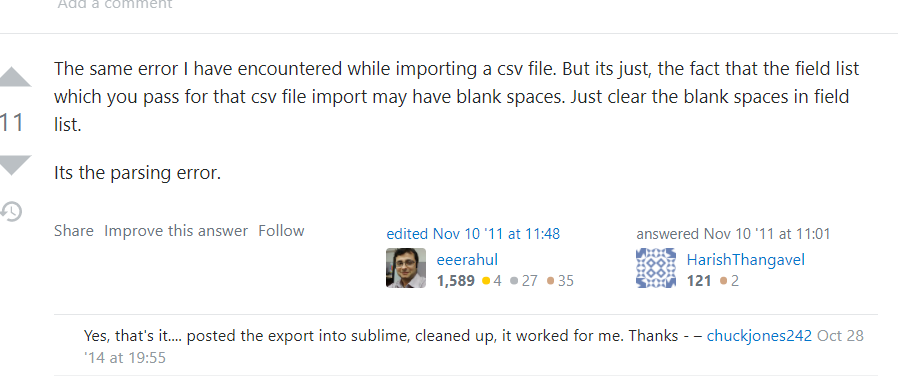 Add a comment
The same error I have encountered while importing a csv file. But its just, the fact that the field list
which you pass for that csv file import may have blank spaces. Just clear the blank spaces in field
list.
11
Its the parsing error.
Share Improve this answer Follow
edited Nov 10 '11 at 11:48
eeerahul
1,589 4 27 35
answered Nov 10 '11 at 11:01
HarishThangavel
121 2
Yes, that's it.... posted the export into sublime, cleaned up, it worked for me. Thanks - – chuckjones242 Oct 28
'14 at 19:55